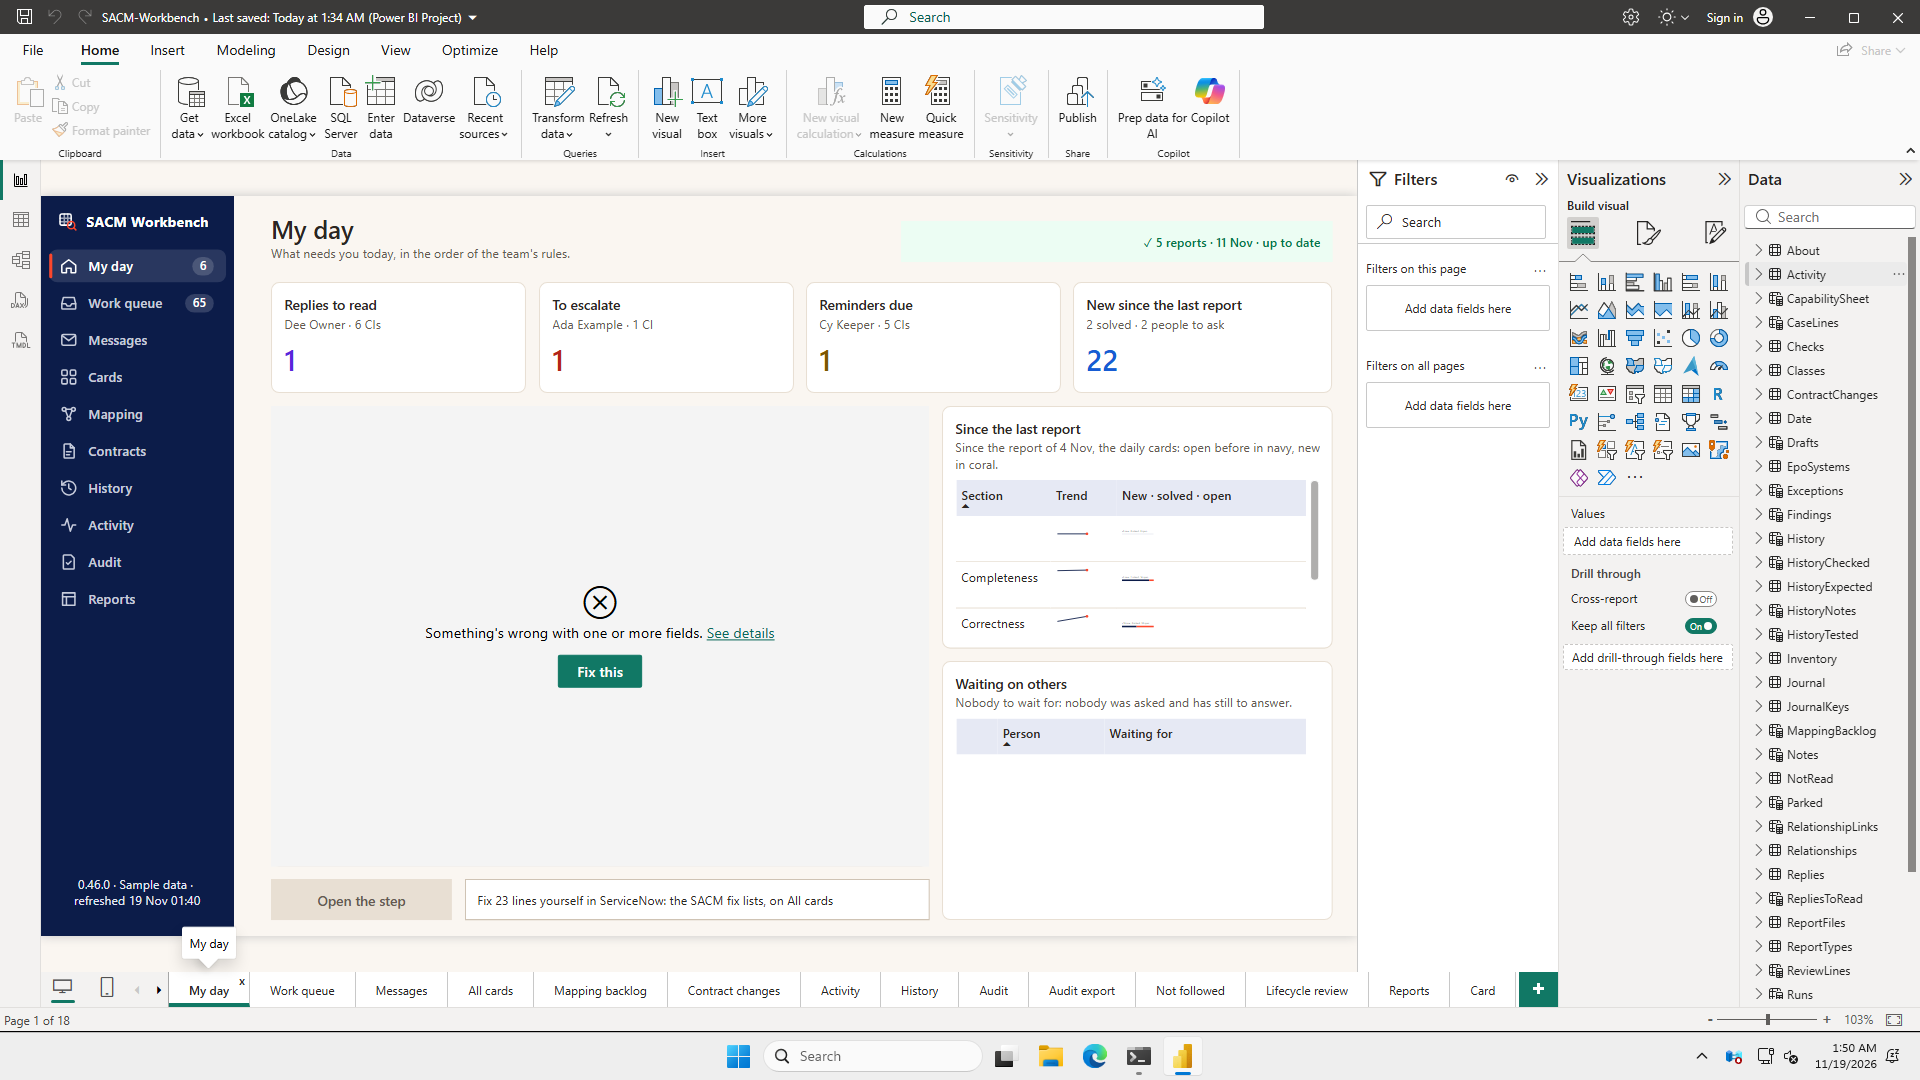 SACM-Workbench • Last saved: Today at 1:34 AM (Power BI Project)
Search
Sign in
File Home Insert Modeling Design View Optimize Help
Share
Paste
Cut
Copy
Format painter
Clipboard
Get data
Excel workbook
OneLake catalog
SQL Server
Enter data
Dataverse
Recent sources
Data
Transform data
Refresh
Queries
New visual
Text box
More visuals
Insert
New visual calculation
New measure
Quick measure
Calculations
Sensitivity
Sensitivity
Publish
Share
Prep data for AI
Copilot
Copilot
DAX
TMDL
SACM Workbench
My day 6
Work queue 65
Messages
Cards
Mapping
Contracts
History
Activity
Audit
Reports
0.46.0 · Sample data ·
refreshed 19 Nov 01:40
My day
What needs you today, in the order of the team's rules.
✓ 5 reports · 11 Nov · up to date
Replies to read
Dee Owner · 6 CIs
1
To escalate
Ada Example · 1 CI
1
Reminders due
Cy Keeper · 5 CIs
1
New since the last report
2 solved · 2 people to ask
22
Something's wrong with one or more fields. See details
Fix this
Since the last report
Since the report of 4 Nov, the daily cards: open before in navy, new
in coral.
Section Trend New · solved · open
Completeness
Correctness
Waiting on others
Nobody to wait for: nobody was asked and has still to answer.
Person Waiting for
Open the step
Fix 23 lines yourself in ServiceNow: the SACM fix lists, on All cards
My day
Filters
Search
Filters on this page
Add data fields here
Filters on all pages
Add data fields here
Visualizations
Build visual
123
R
Py
Values
Add data fields here
Drill through
Cross-report Off
Keep all filters On
Add drill-through fields here
Data
Search
About
Activity
CapabilitySheet
CaseLines
Checks
Classes
ContractChanges
Date
Drafts
EpoSystems
Exceptions
Findings
History
HistoryChecked
HistoryExpected
HistoryNotes
HistoryTested
Inventory
Journal
JournalKeys
MappingBacklog
Notes
NotRead
Parked
RelationshipLinks
Relationships
Replies
RepliesToRead
ReportFiles
ReportTypes
ReviewLines
Runs
My day x
Work queue
Messages
All cards
Mapping backlog
Contract changes
Activity
History
Audit
Audit export
Not followed
Lifecycle review
Reports
Card
+
Page 1 of 18
- + 103%
Search
1:50 AM
11/19/2026